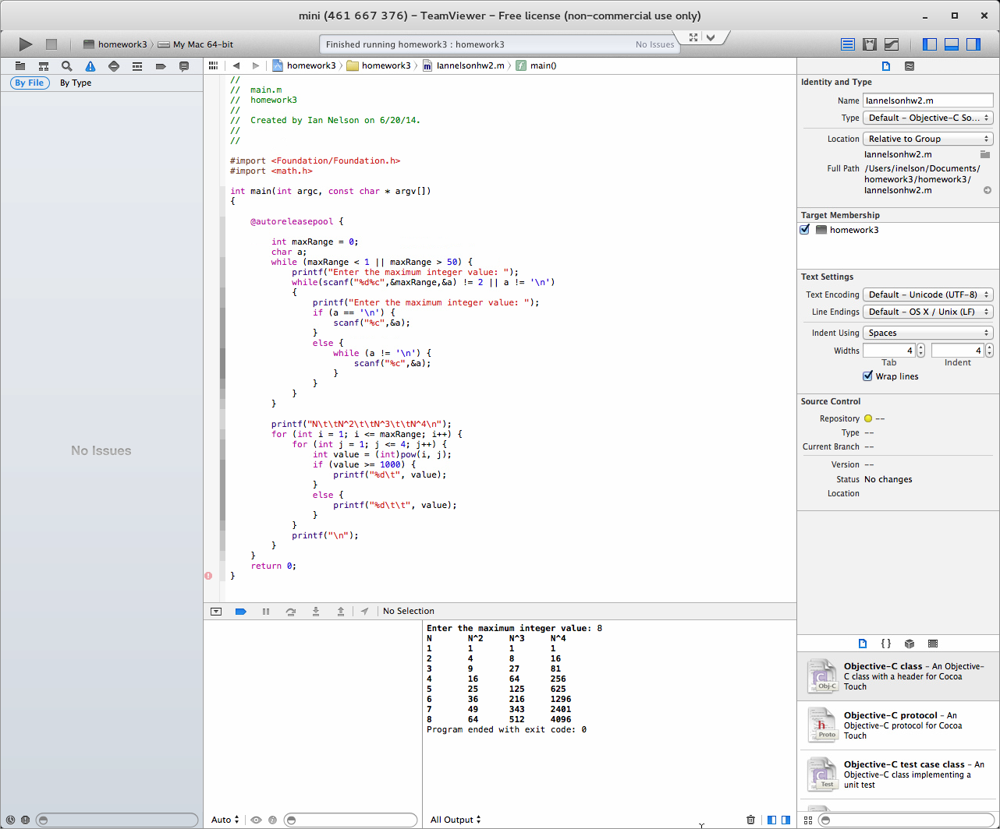 mini (461 667 376) – TeamViewer – Free license (non-commercial use only)
homework3 My Mac 64-bit
Finished running homework3 : homework3
No Issues
homework3 homework3 Iannelsonhw2.m main()
By File By Type
No Issues
//
//  main.m
//  homework3
//
//  Created by Ian Nelson on 6/20/14.
//
//
#import <Foundation/Foundation.h>
#import <math.h>
int main(int argc, const char * argv[])
{
    @autoreleasepool {
        int maxRange = 0;
        char a;
        while (maxRange < 1 || maxRange > 50) {
            printf("Enter the maximum integer value: ");
            while(scanf("%d%c",&maxRange,&a) != 2 || a != '\n')
            {
                printf("Enter the maximum integer value: ");
                if (a == '\n') {
                    scanf("%c",&a);
                }
                else {
                    while (a != '\n') {
                        scanf("%c",&a);
                    }
                }
            }
        }
        printf("N\t\tN^2\t\tN^3\t\tN^4\n");
        for (int i = 1; i <= maxRange; i++) {
            for (int j = 1; j <= 4; j++) {
                int value = (int)pow(i, j);
                if (value >= 1000) {
                    printf("%d\t", value);
                }
                else {
                    printf("%d\t\t", value);
                }
            }
            printf("\n");
        }
    }
    return 0;
}
No Selection
Enter the maximum integer value: 8
N N^2 N^3 N^4
1 1 1 1
2 4 8 16
3 9 27 81
4 16 64 256
5 25 125 625
6 36 216 1296
7 49 343 2401
8 64 512 4096
Program ended with exit code: 0
Auto
All Output
Identity and Type
Name Iannelsonhw2.m
Type Default - Objective-C So...
Location Relative to Group
Iannelsonhw2.m
Full Path /Users/inelson/Documents/
homework3/homework3/
Iannelsonhw2.m
Target Membership
homework3
Text Settings
Text Encoding Default - Unicode (UTF-8)
Line Endings Default - OS X / Unix (LF)
Indent Using Spaces
Widths 4 4
Tab Indent
Wrap lines
Source Control
Repository --
Type --
Current Branch --
Version --
Status No changes
Location
{ }
Obj-C
Objective-C class - An Objective-
C class with a header for Cocoa
Touch
Proto
Objective-C protocol - An
Objective-C protocol for Cocoa
Touch
Test
Objective-C test case class - An
Objective-C class implementing a
unit test